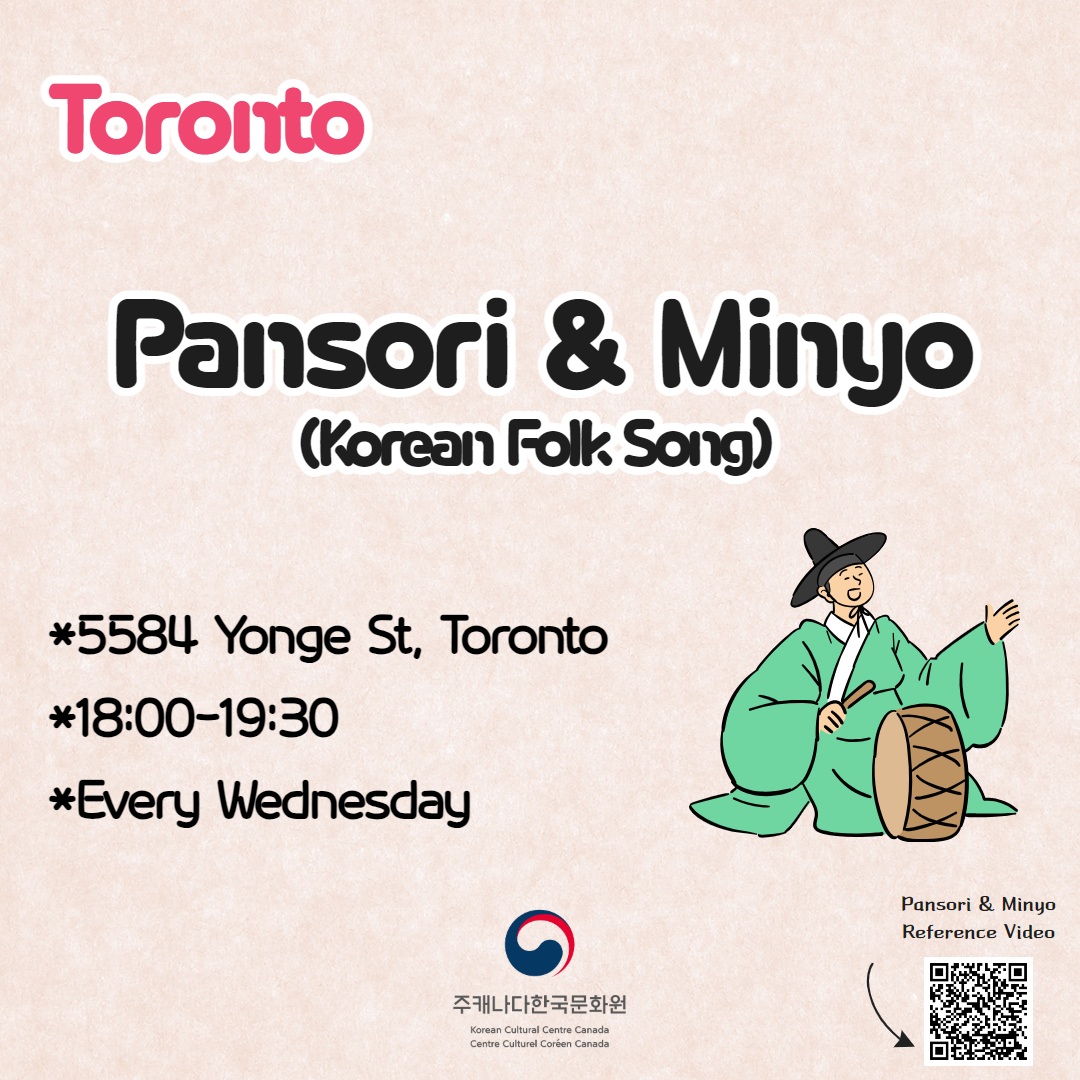 Toronto
Pansori & Minyo
(Korean Folk Song)
*5584 Yonge St, Toronto
*18:00-19:30
*Every Wednesday
Pansori & Minyo
Reference Video
주캐나다한국문화원
Korean Cultural Centre Canada
Centre Culturel Coréen Canada